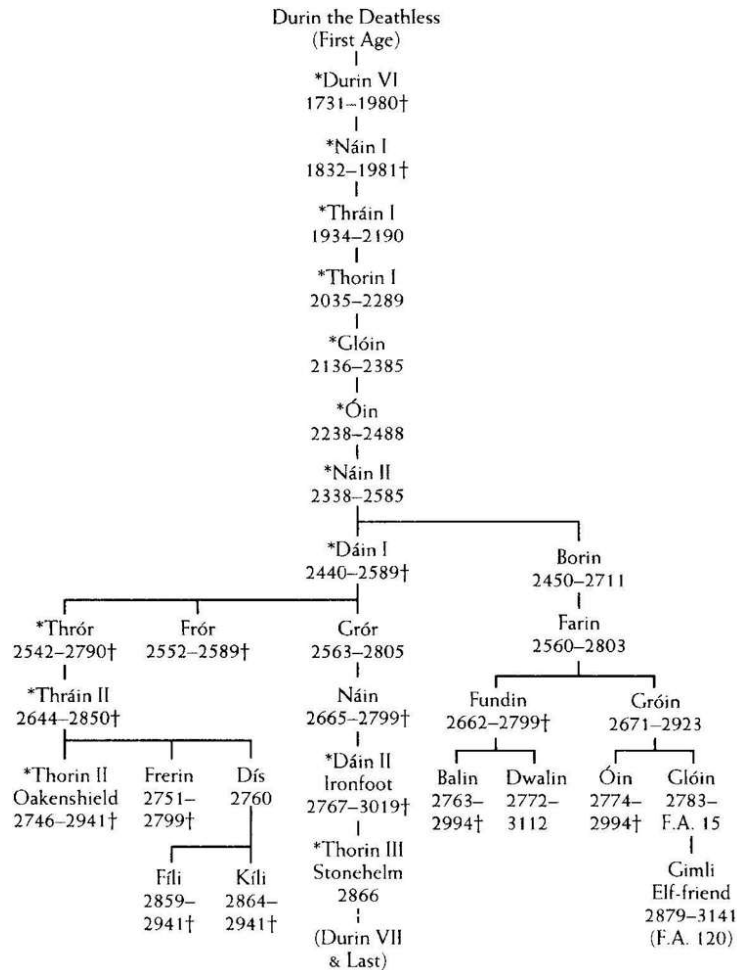 Durin the Deathless
(First Age)
*Durin VI
1731–1980†
*Náin I
1832–1981†
*Thráin I
1934–2190
*Thorin I
2035–2289
*Glóin
2136–2385
*Óin
2238–2488
*Náin II
2338–2585
*Dáin I
2440–2589†
Borin
2450–2711
*Thrór
2542–2790†
Frór
2552–2589†
Grór
2563–2805
Farin
2560–2803
*Thráin II
2644–2850†
Náin
2665–2799†
Fundin
2662–2799†
Gróin
2671–2923
*Thorin II
Oakenshield
2746–2941†
Frerin
2751–
2799†
Dís
2760
*Dáin II
Ironfoot
2767–3019†
Balin
2763–
2994†
Dwalin
2772–
3112
Óin
2774–
2994†
Glóin
2783–
F.A. 15
Fíli
2859–
2941†
Kíli
2864–
2941†
*Thorin III
Stonehelm
2866
Gimli
Elf-friend
2879–3141
(F.A. 120)
(Durin VII
& Last)